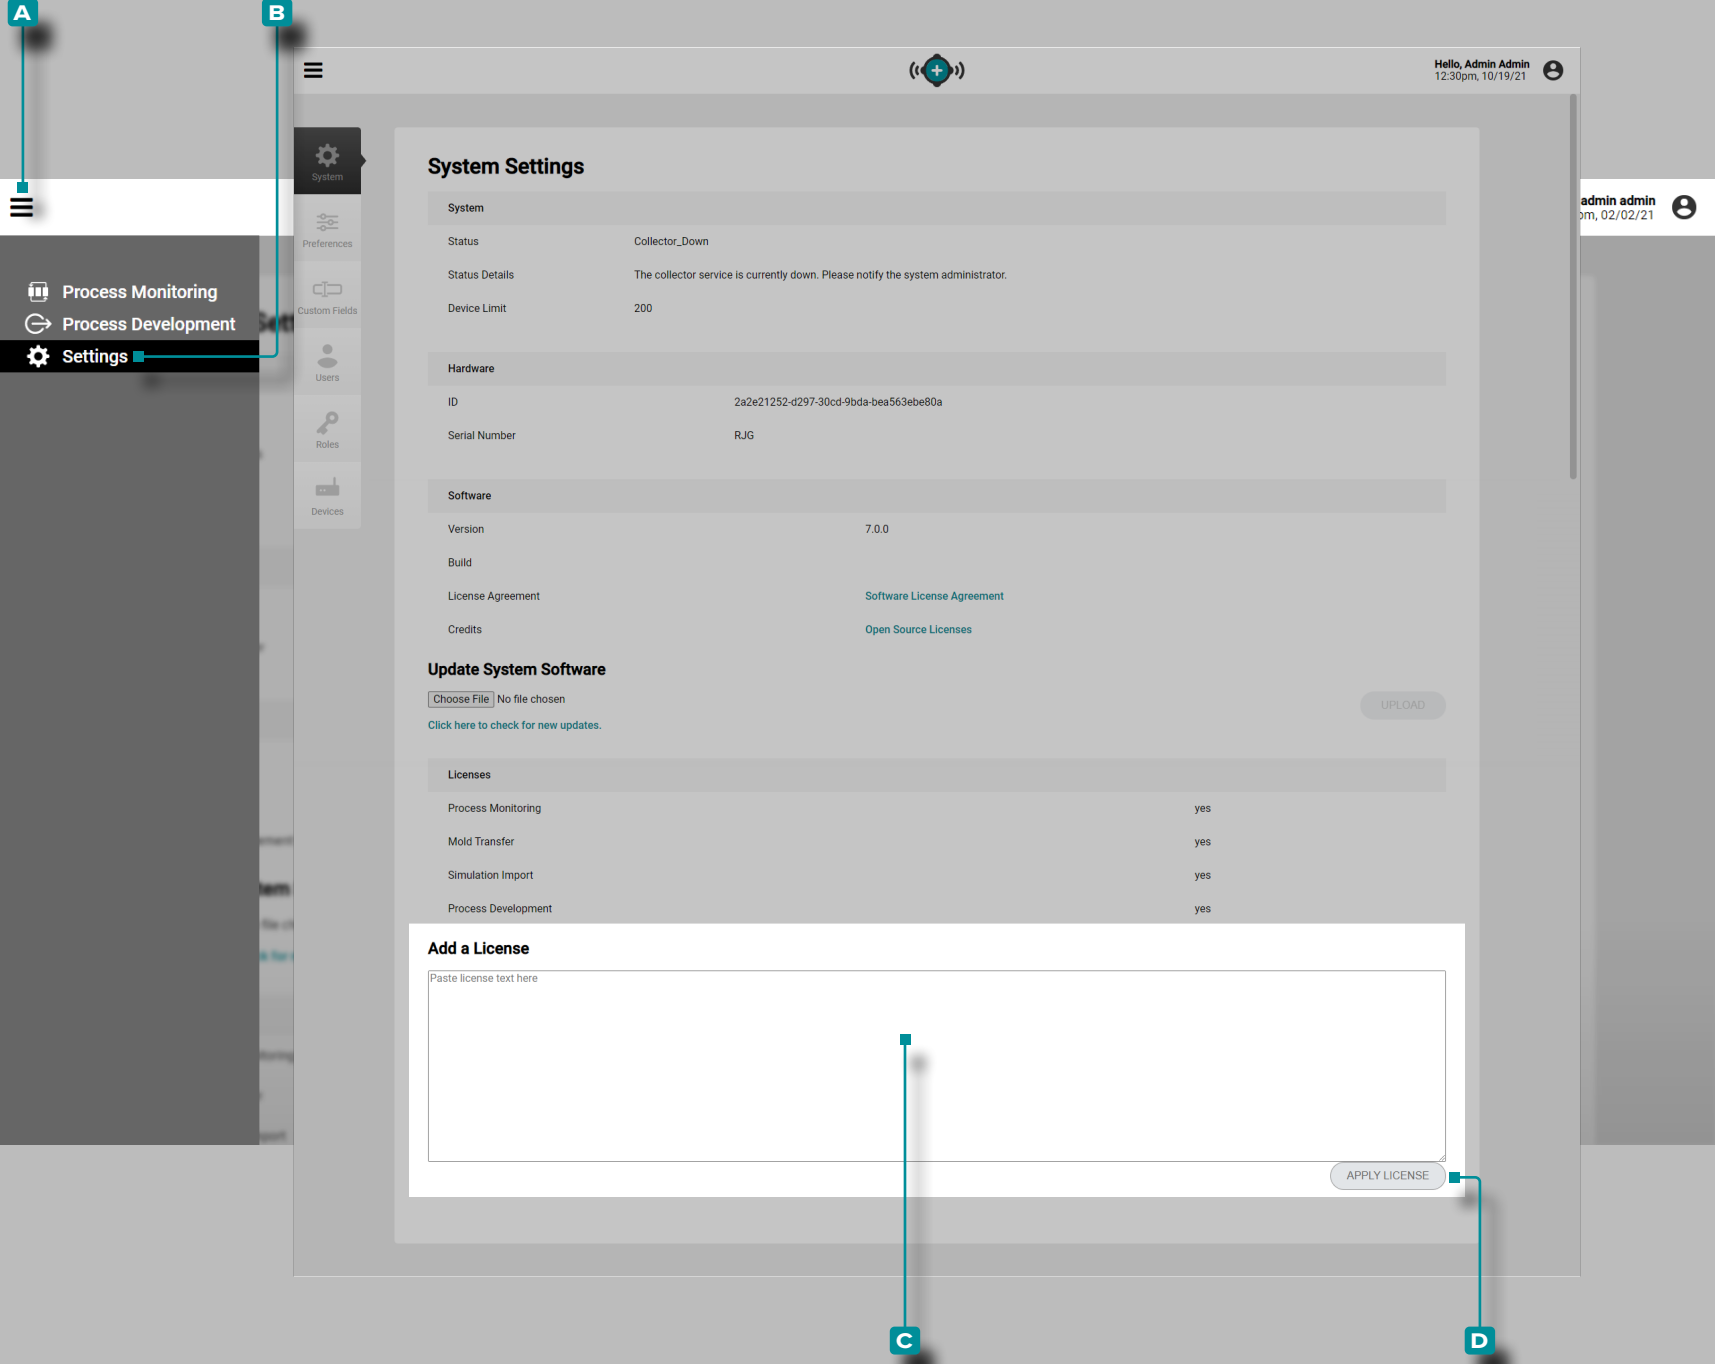 A
B
Hello, Admin Admin
12:30pm, 10/19/21
admin admin
pm, 02/02/21
Process Monitoring
Process Development
Settings
System
Preferences
Custom Fields
Users
Roles
Devices
System Settings
System
Status Collector_Down
Status Details The collector service is currently down. Please notify the system administrator.
Device Limit 200
Hardware
ID 2a2e21252-d297-30cd-9bda-bea563ebe80a
Serial Number RJG
Software
Version 7.0.0
Build
License Agreement Software License Agreement
Credits Open Source Licenses
Update System Software
Choose File No file chosen
UPLOAD
Click here to check for new updates.
Licenses
Process Monitoring yes
Mold Transfer yes
Simulation Import yes
Process Development yes
Add a License
Paste license text here
APPLY LICENSE
C
D